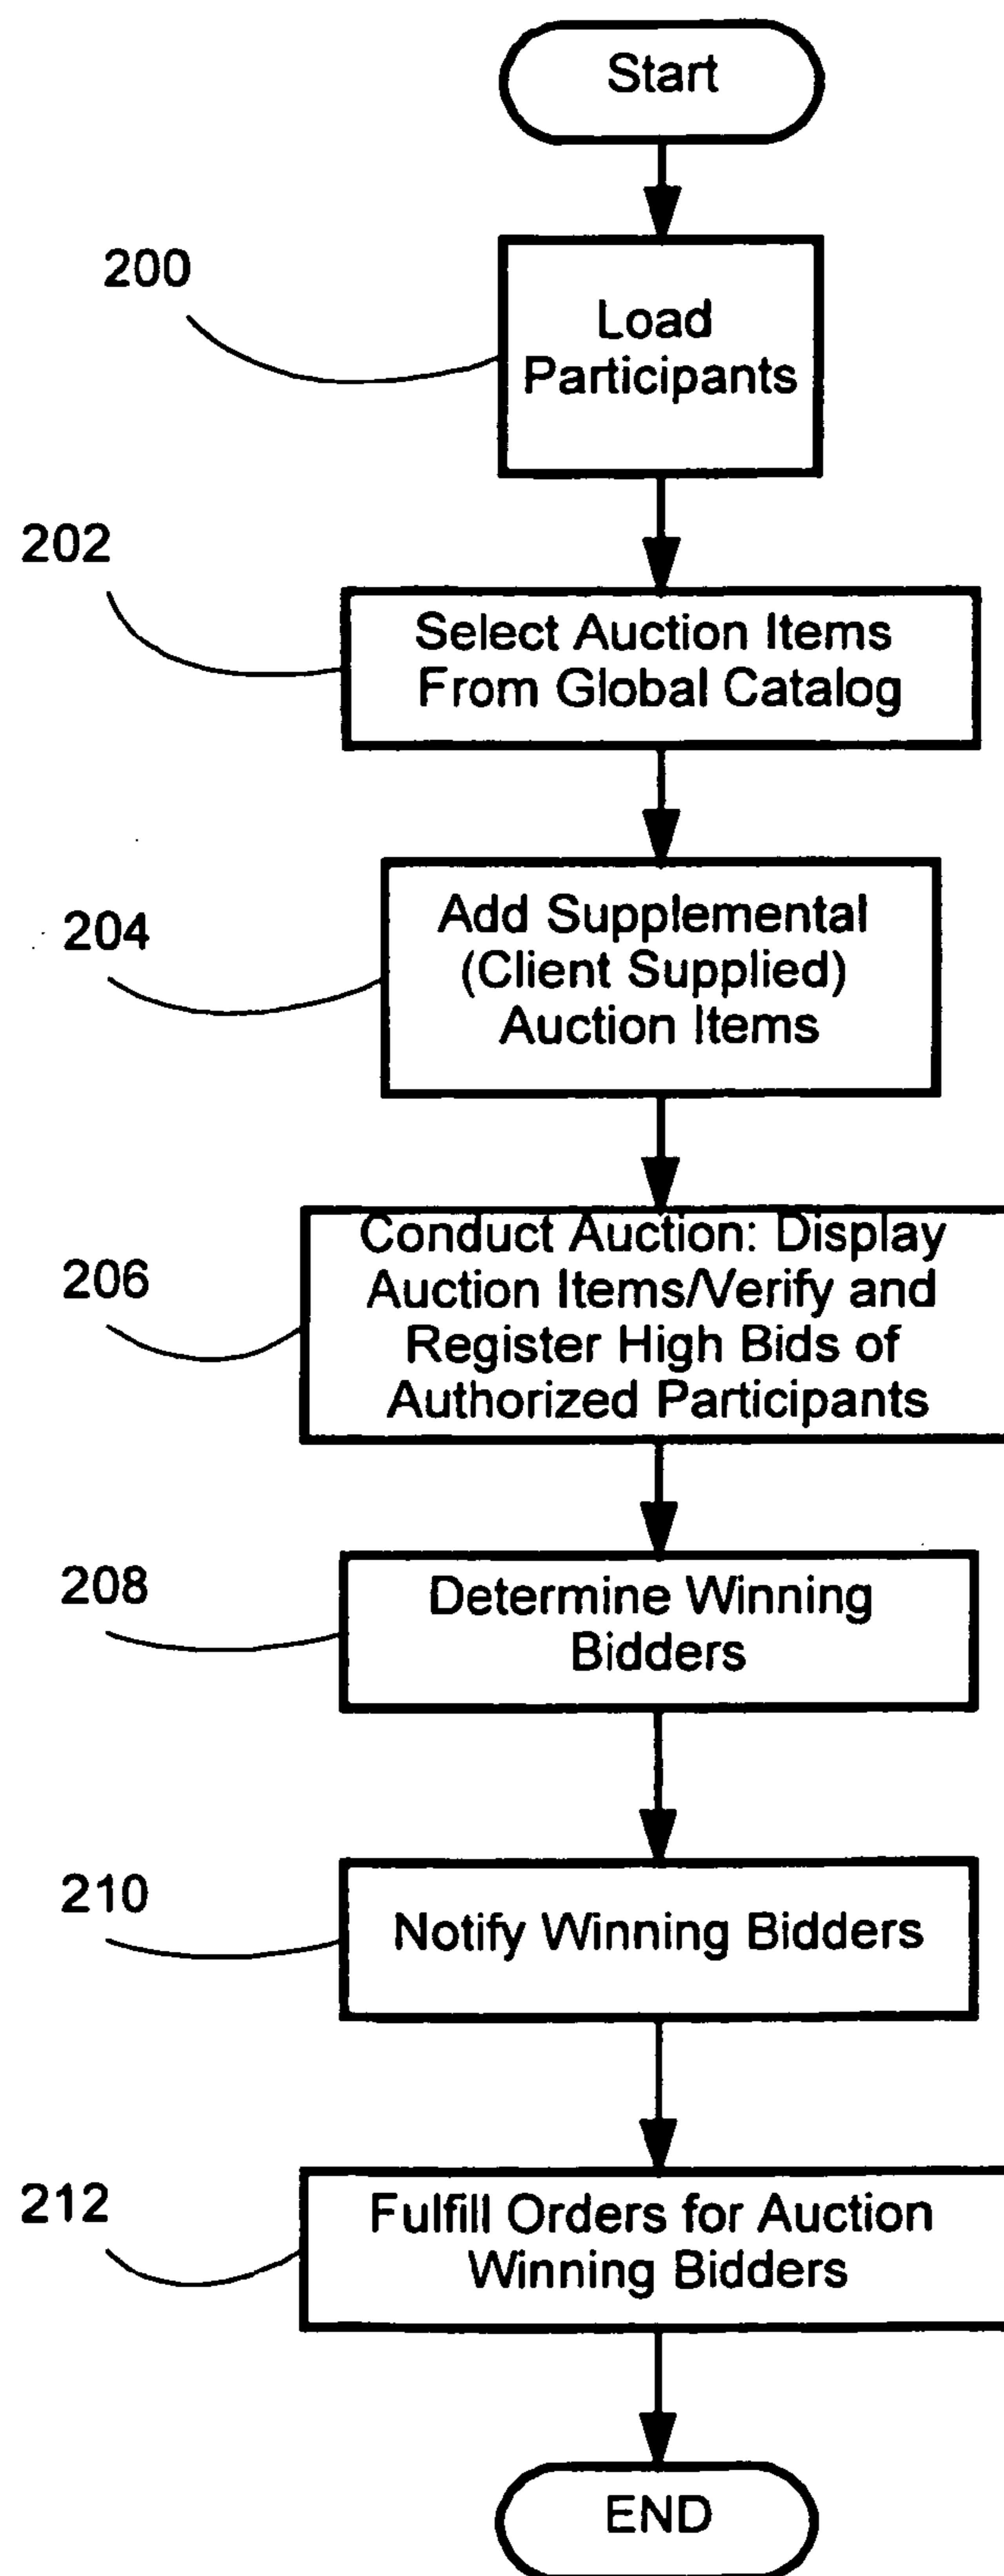 Start
200
Load
Participants
202
Select Auction Items
From Global Catalog
204
Add Supplemental
(Client Supplied)
Auction Items
206
Conduct Auction: Display
Auction Items/Verify and
Register High Bids of
Authorized Participants
208
Determine Winning
Bidders
210
Notify Winning Bidders
212
Fulfill Orders for Auction
Winning Bidders
END